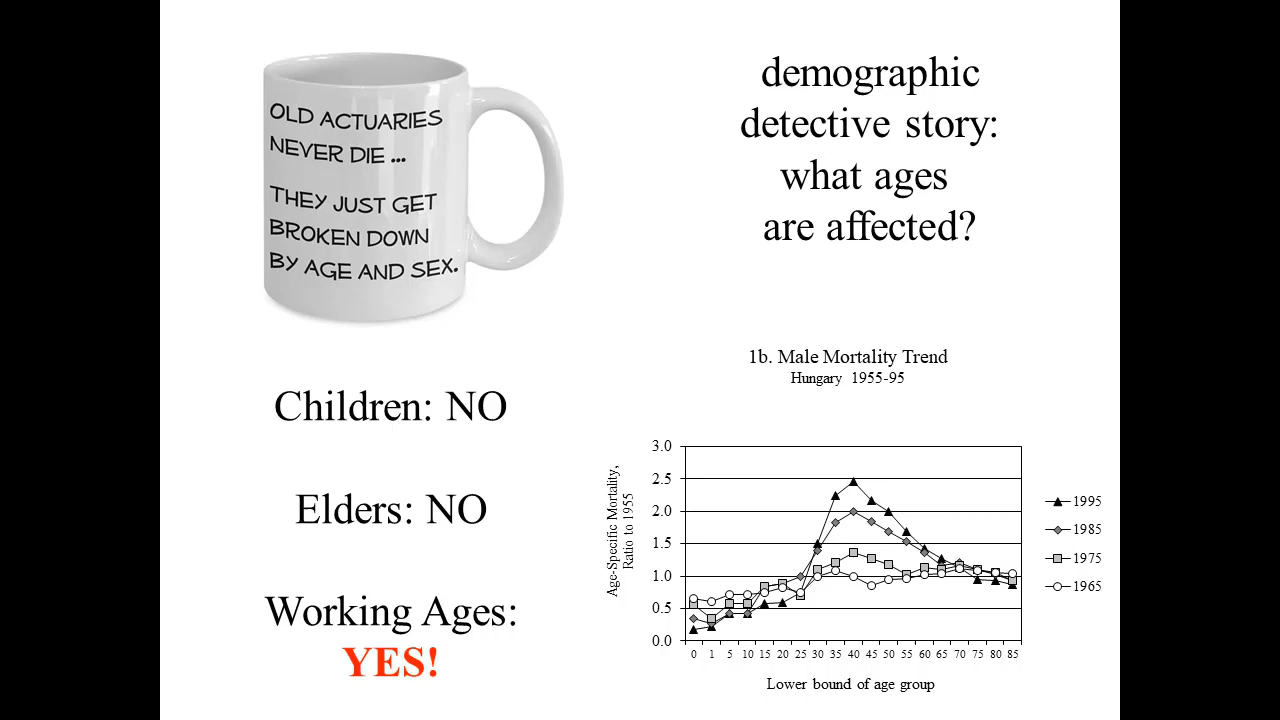 OLD ACTUARIES
NEVER DIE ...
THEY JUST GET
BROKEN DOWN
BY AGE AND SEX.
demographic
detective story:
what ages
are affected?
Children: NO
Elders: NO
Working Ages:
YES!
1b. Male Mortality Trend
Hungary 1955-95
Age-Specific Mortality,
Ratio to 1955
3.0
2.5
2.0
1.5
1.0
0.5
0.0
0 1 5 10 15 20 25 30 35 40 45 50 55 60 65 70 75 80 85
Lower bound of age group
1995
1985
1975
1965